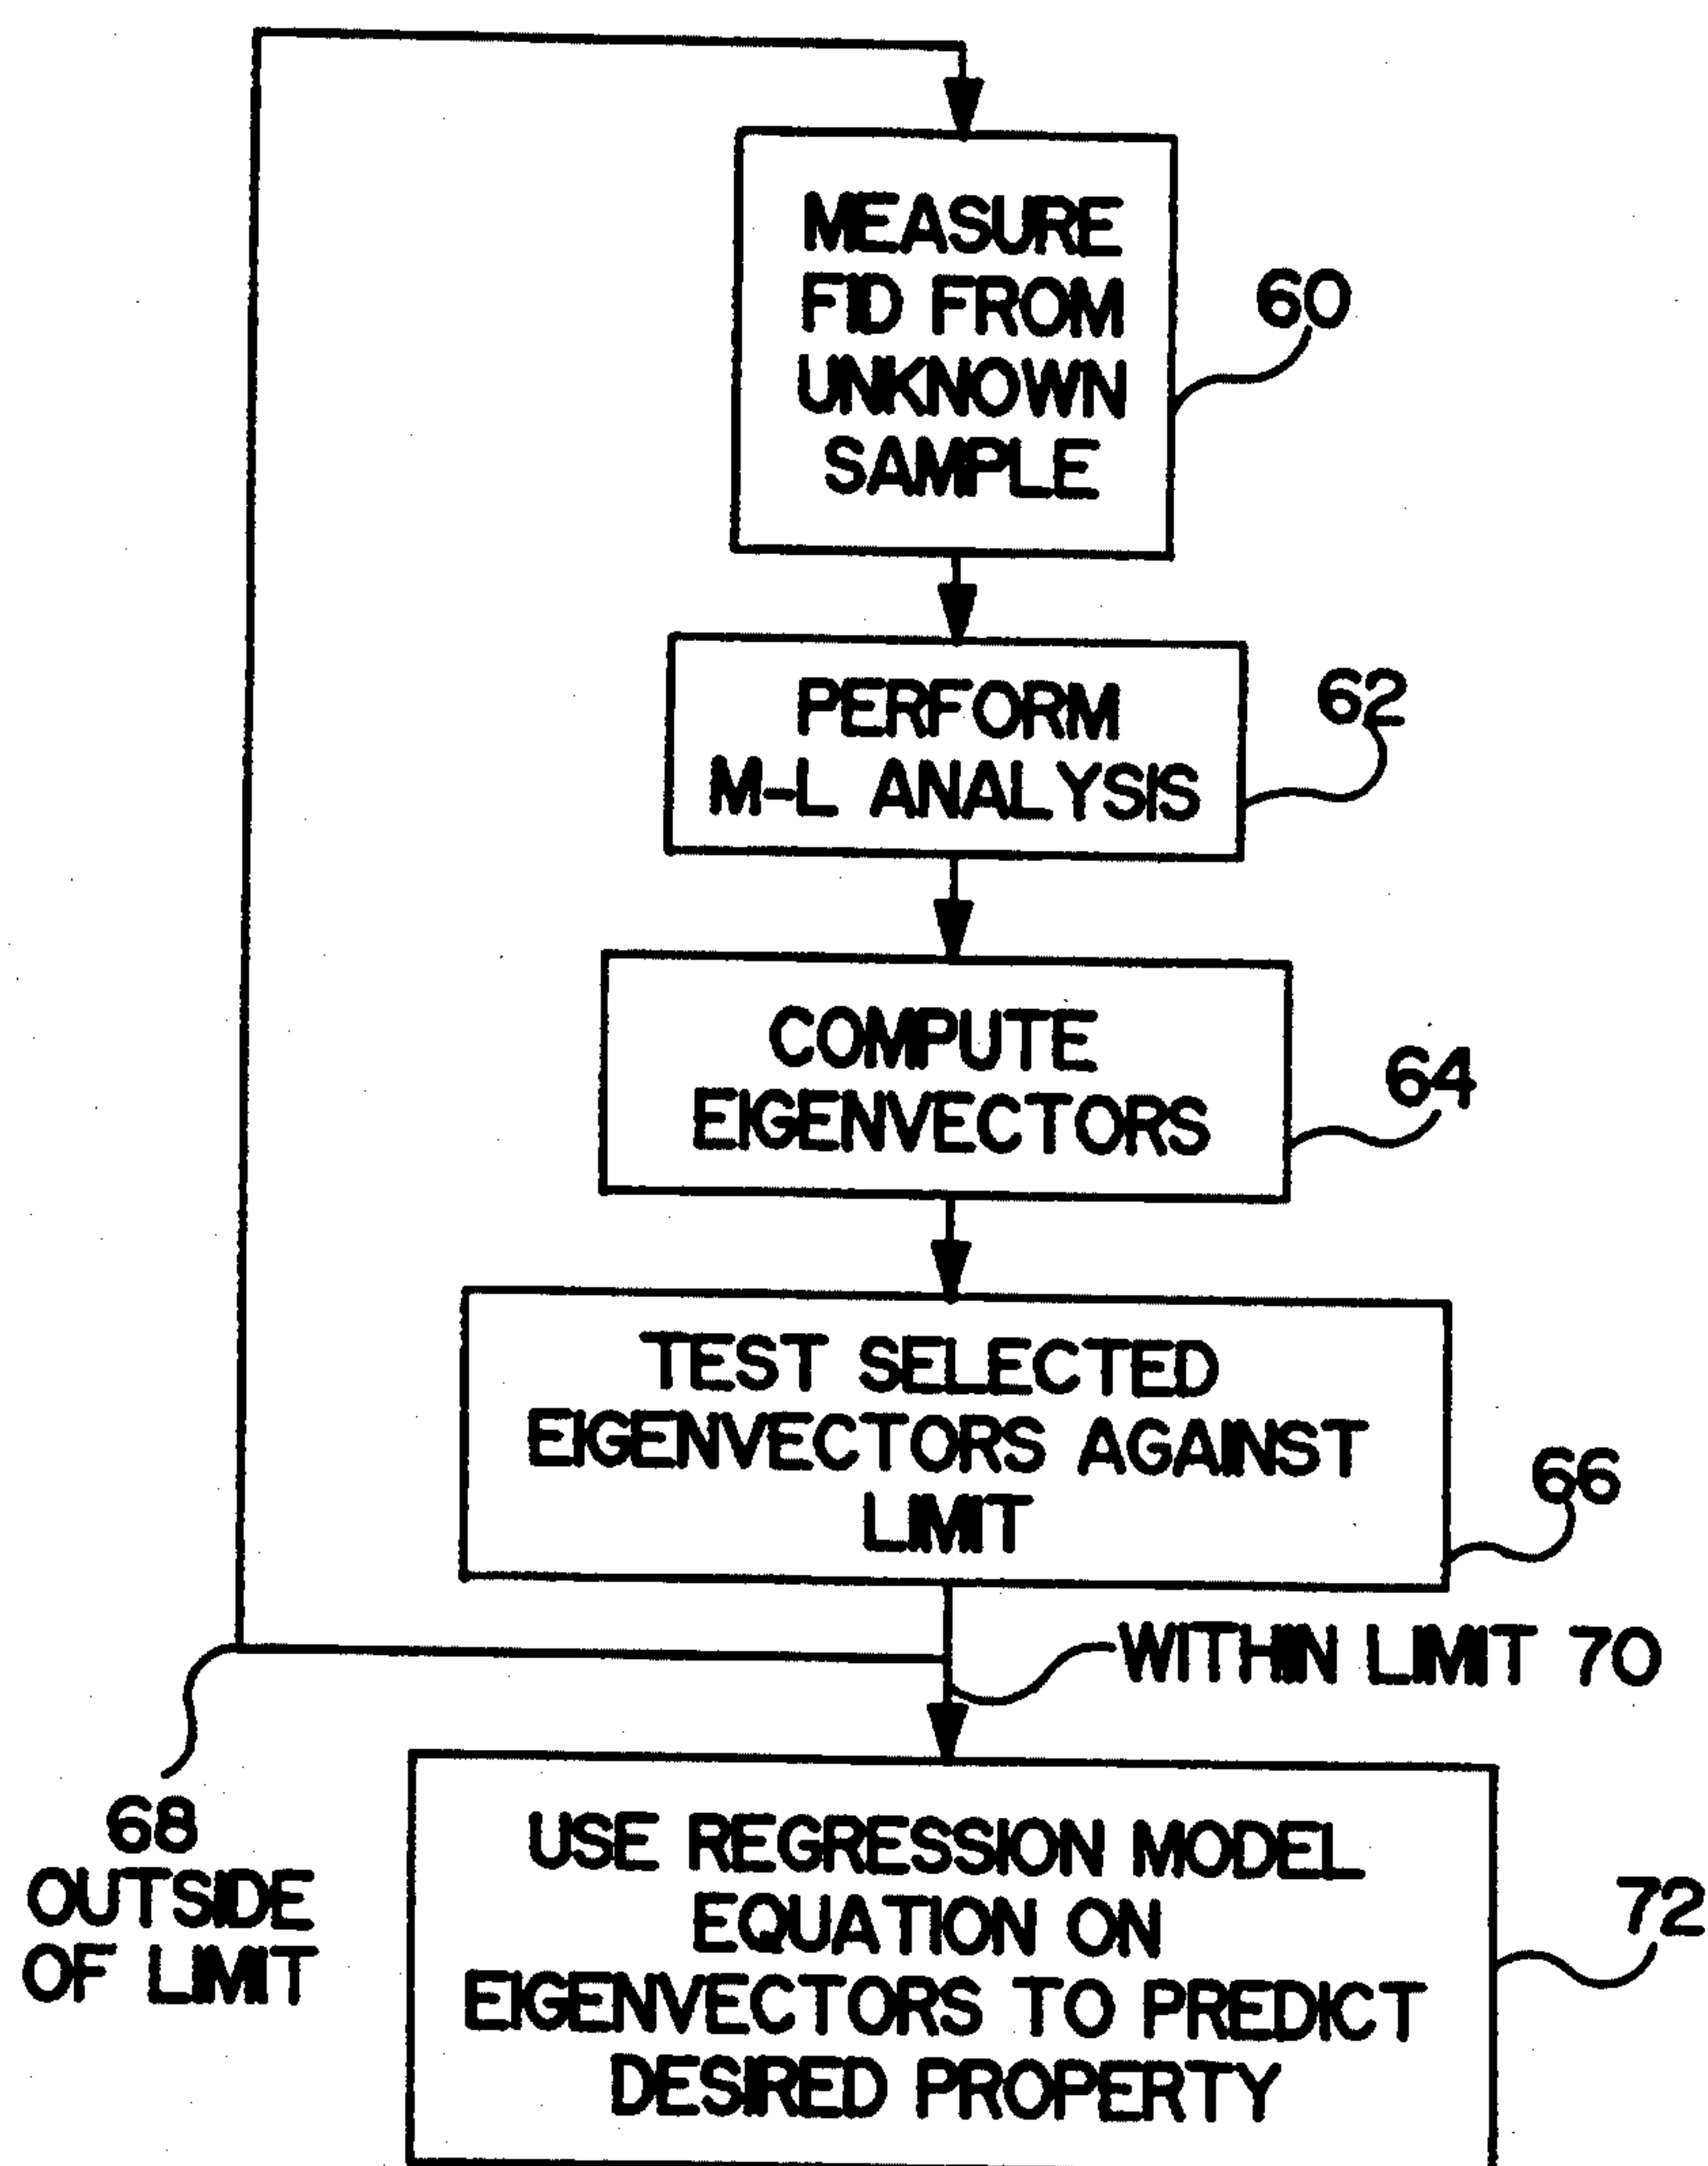 MEASURE
FID FROM
UNKNOWN
SAMPLE
60
PERFORM
M-L ANALYSIS
62
COMPUTE
EIGENVECTORS
64
TEST SELECTED
EIGENVECTORS AGAINST
LIMIT
66
WITHIN LIMIT 70
68
OUTSIDE
OF LIMIT
USE REGRESSION MODEL
EQUATION ON
EIGENVECTORS TO PREDICT
DESIRED PROPERTY
72